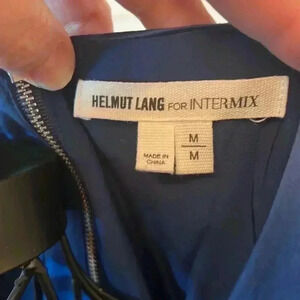 HELMUT LANG FOR INTERMIX
MADE IN
CHINA
M
M